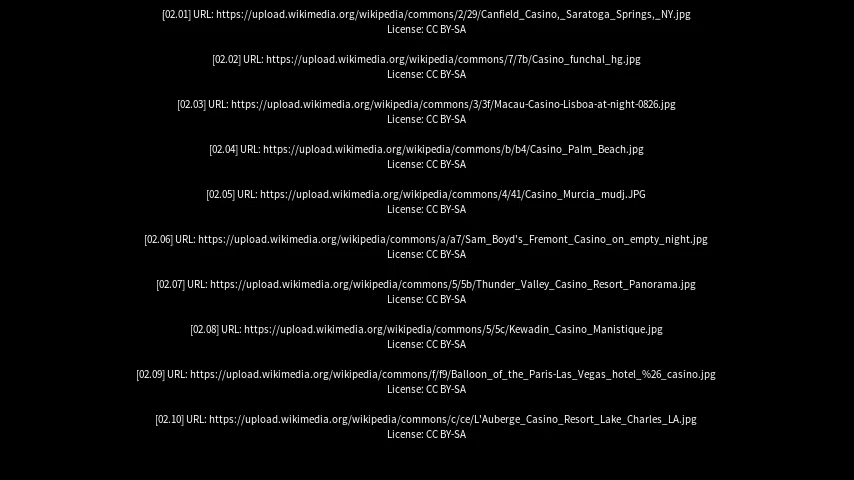 [02.01] URL: https://upload.wikimedia.org/wikipedia/commons/2/29/Canfield_Casino,_Saratoga_Springs,_NY.jpg
License: CC BY-SA
[02.02] URL: https://upload.wikimedia.org/wikipedia/commons/7/7b/Casino_funchal_hg.jpg
License: CC BY-SA
[02.03] URL: https://upload.wikimedia.org/wikipedia/commons/3/3f/Macau-Casino-Lisboa-at-night-0826.jpg
License: CC BY-SA
[02.04] URL: https://upload.wikimedia.org/wikipedia/commons/b/b4/Casino_Palm_Beach.jpg
License: CC BY-SA
[02.05] URL: https://upload.wikimedia.org/wikipedia/commons/4/41/Casino_Murcia_mudj.JPG
License: CC BY-SA
[02.06] URL: https://upload.wikimedia.org/wikipedia/commons/a/a7/Sam_Boyd's_Fremont_Casino_on_empty_night.jpg
License: CC BY-SA
[02.07] URL: https://upload.wikimedia.org/wikipedia/commons/5/5b/Thunder_Valley_Casino_Resort_Panorama.jpg
License: CC BY-SA
[02.08] URL: https://upload.wikimedia.org/wikipedia/commons/5/5c/Kewadin_Casino_Manistique.jpg
License: CC BY-SA
[02.09] URL: https://upload.wikimedia.org/wikipedia/commons/f/f9/Balloon_of_the_Paris-Las_Vegas_hotel_%26_casino.jpg
License: CC BY-SA
[02.10] URL: https://upload.wikimedia.org/wikipedia/commons/c/ce/L'Auberge_Casino_Resort_Lake_Charles_LA.jpg
License: CC BY-SA